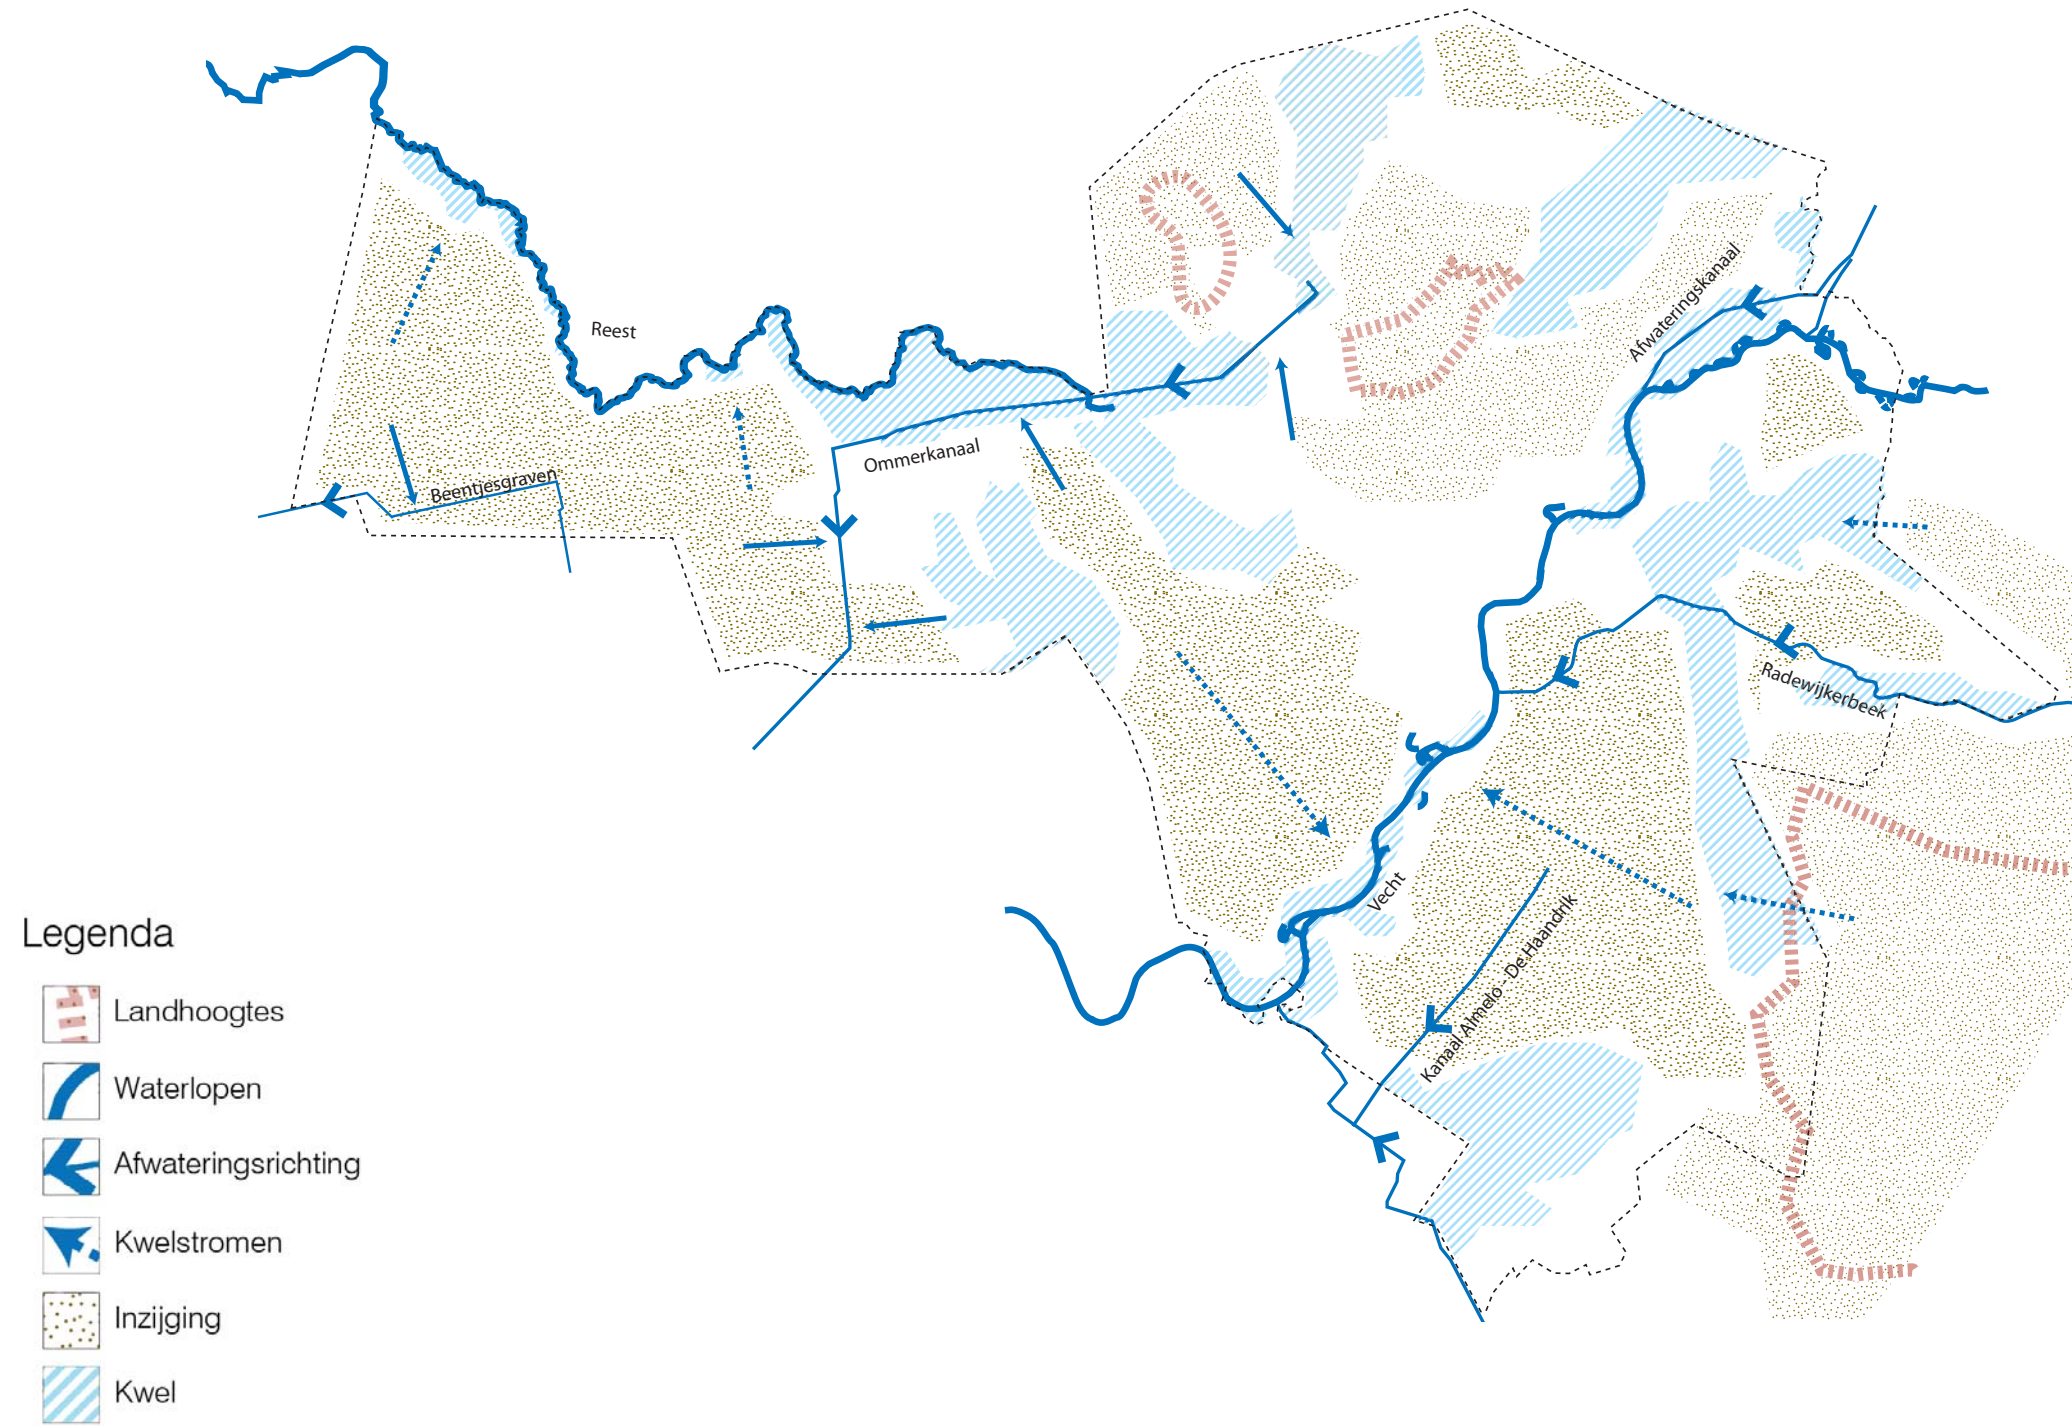 Reest
Afwateringskanaal
Ommerkanaal
Beentjesgraven
Radewijkerbeek
Vecht
Kanaal Almelo - De Haandrik
Legenda
Landhoogtes
Waterlopen
Afwateringsrichting
Kwelstromen
Inzijging
Kwel